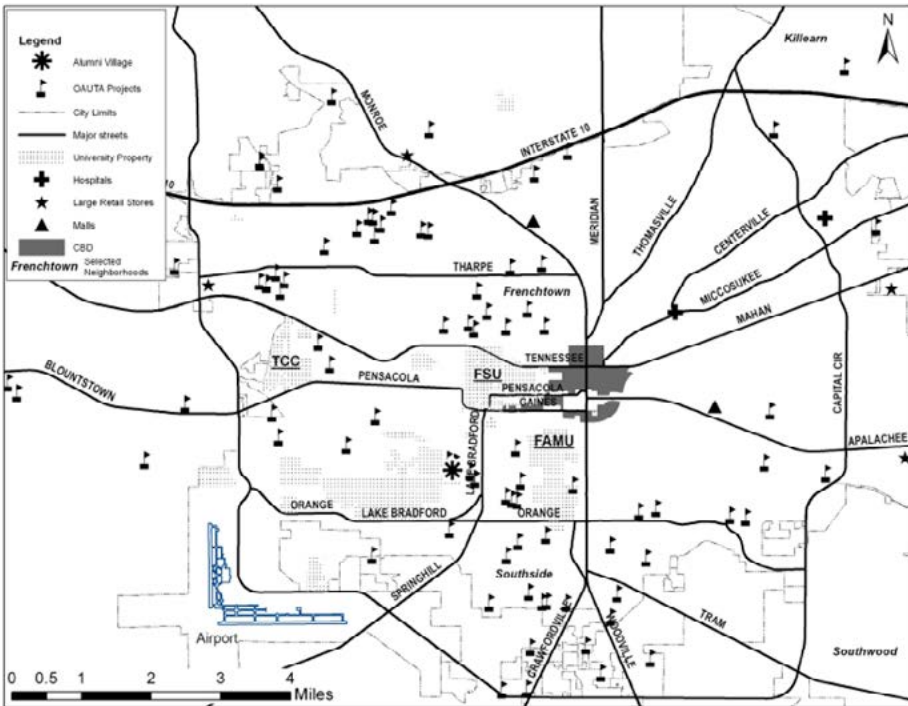 Legend
Alumni Village
OAUTA Projects
City Limits
Major streets
University Property
Hospitals
Large Retail Stores
Malls
CBD
Frenchtown Selected
Neighborhoods
N
Killearn
MONROE
INTERSTATE 10
10
MERIDIAN
THOMASVILLE
CENTERVILLE
MICCOSUKEE
MAHAN
THARPE
Frenchtown
TENNESSEE
TCC
FSU
PENSACOLA
PENSACOLA
GAINES
BLOUNTSTOWN
CAPITAL CIR
APALACHEE
FAMU
LAKE BRADFORD
ORANGE
LAKE BRADFORD
ORANGE
SPRINGHILL
Southside
CRAWFORDVILLE
WOODVILLE
TRAM
Southwood
Airport
0 0.5 1 2 3 4
Miles